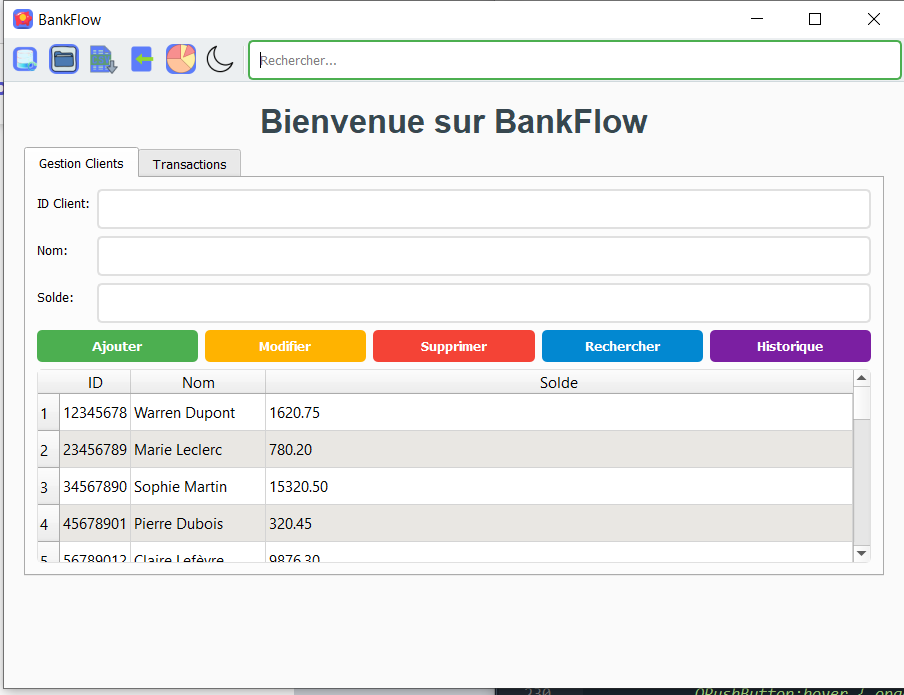 BankFlow
Rechercher...
Bienvenue sur BankFlow
Gestion Clients Transactions
ID Client:
Nom:
Solde:
Ajouter Modifier Supprimer Rechercher Historique
ID Nom Solde
1 12345678 Warren Dupont 1620.75
2 23456789 Marie Leclerc 780.20
3 34567890 Sophie Martin 15320.50
4 45678901 Pierre Dubois 320.45
5 56789012 Claire Lefèvre 9876.30
230 QPushButton:hover {